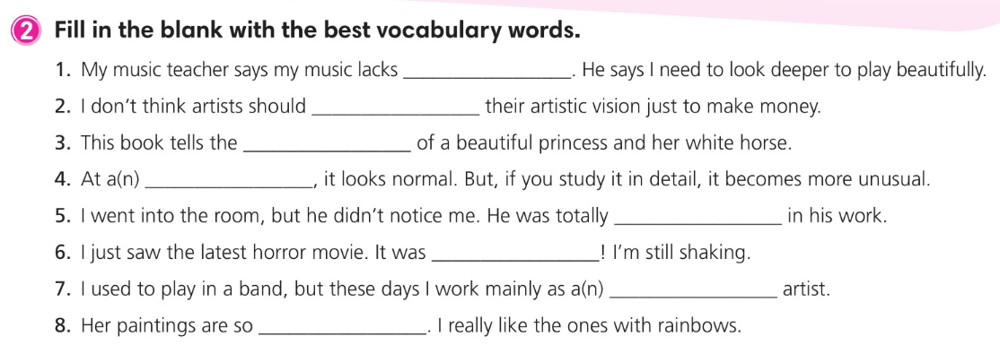 2 Fill in the blank with the best vocabulary words.
1. My music teacher says my music lacks _________________. He says I need to look deeper to play beautifully.
2. I don't think artists should _________________ their artistic vision just to make money.
3. This book tells the _________________ of a beautiful princess and her white horse.
4. At a(n) _________________, it looks normal. But, if you study it in detail, it becomes more unusual.
5. I went into the room, but he didn't notice me. He was totally _________________ in his work.
6. I just saw the latest horror movie. It was _________________! I'm still shaking.
7. I used to play in a band, but these days I work mainly as a(n) _________________ artist.
8. Her paintings are so _________________. I really like the ones with rainbows.